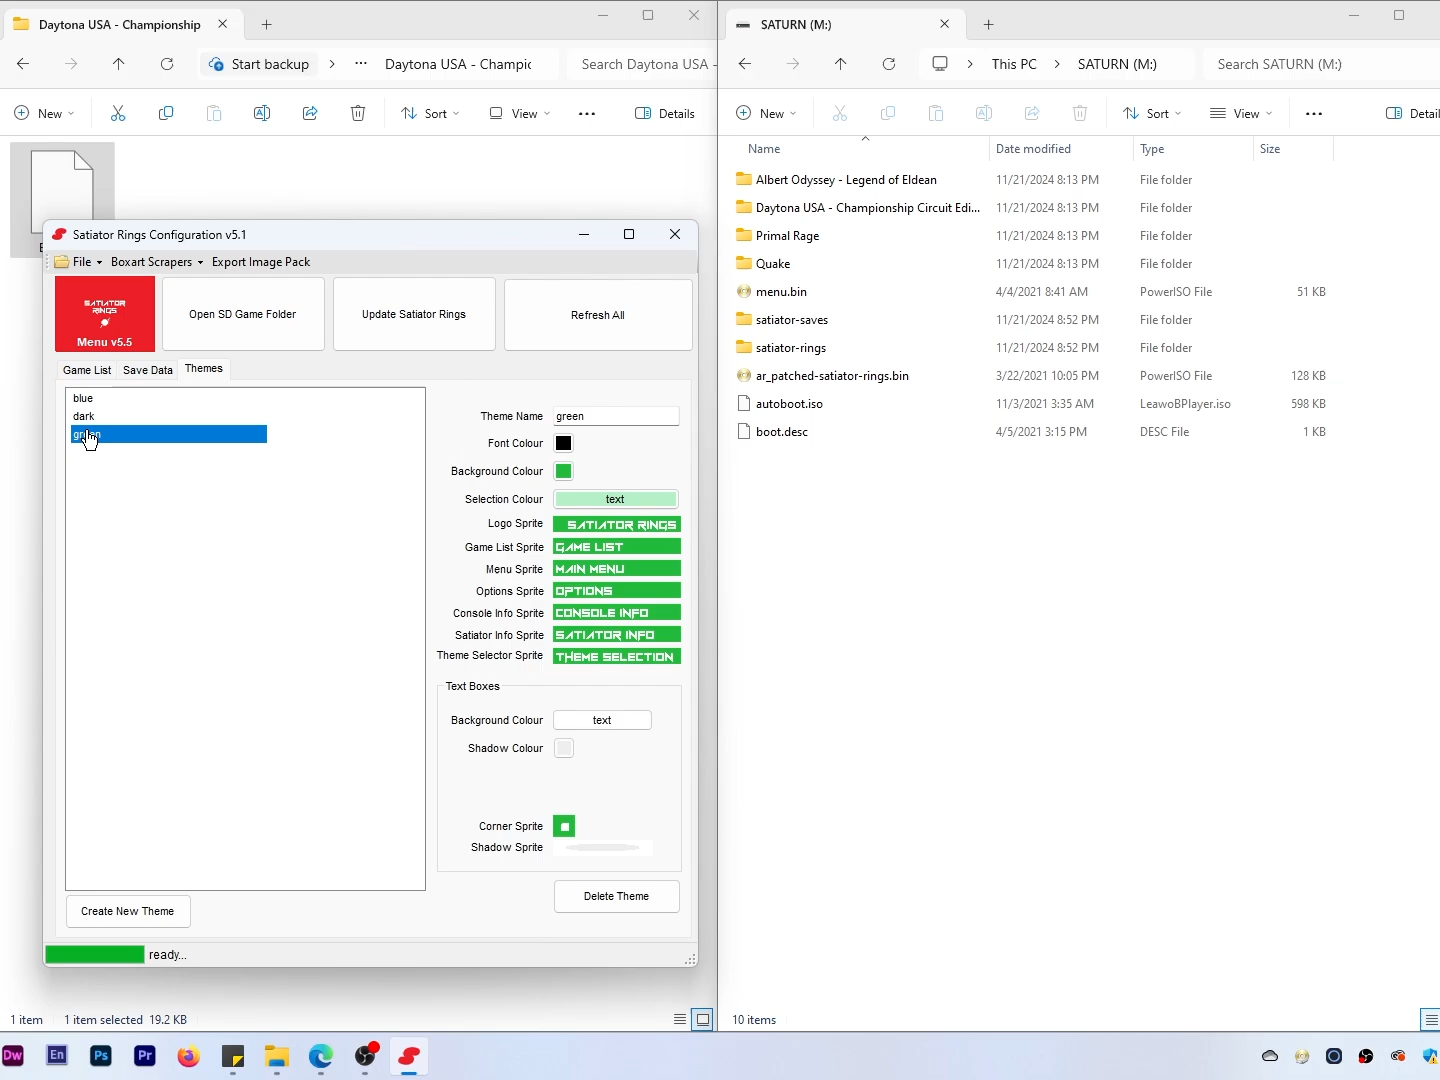 Daytona USA - Championship
Start backup
Daytona USA - Champic
Search Daytona USA -
New
Sort
View
Details
Satiator Rings Configuration v5.1
File
Boxart Scrapers
Export Image Pack
SATIATOR
RINGS
Menu v5.5
Open SD Game Folder
Update Satiator Rings
Refresh All
Game List
Save Data
Themes
blue
dark
green
Theme Name
green
Font Colour
Background Colour
Selection Colour
text
Logo Sprite
SATIATOR RINGS
Game List Sprite
GAME LIST
Menu Sprite
MAIN MENU
Options Sprite
OPTIONS
Console Info Sprite
CONSOLE INFO
Satiator Info Sprite
SATIATOR INFO
Theme Selector Sprite
THEME SELECTION
Text Boxes
Background Colour
text
Shadow Colour
Corner Sprite
Shadow Sprite
Create New Theme
Delete Theme
ready...
1 item
1 item selected 19.2 KB
SATURN (M:)
This PC
SATURN (M:)
Search SATURN (M:)
New
Sort
View
Detail
Name
Date modified
Type
Size
Albert Odyssey - Legend of Eldean 11/21/2024 8:13 PM File folder
Daytona USA - Championship Circuit Edi... 11/21/2024 8:13 PM File folder
Primal Rage 11/21/2024 8:13 PM File folder
Quake 11/21/2024 8:13 PM File folder
menu.bin 4/4/2021 8:41 AM PowerISO File 51 KB
satiator-saves 11/21/2024 8:52 PM File folder
satiator-rings 11/21/2024 8:52 PM File folder
ar_patched-satiator-rings.bin 3/22/2021 10:05 PM PowerISO File 128 KB
autoboot.iso 11/3/2021 3:35 AM LeawoBPlayer.iso 598 KB
boot.desc 4/5/2021 3:15 PM DESC File 1 KB
10 items
Dw
En
Ps
Pr